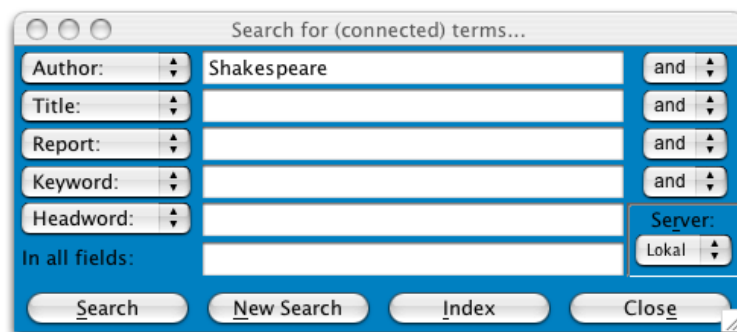 Search for (connected) terms...
Author: Shakespeare and
Title: and
Report: and
Keyword: and
Headword: Server:
In all fields: Lokal
Search New Search Index Close